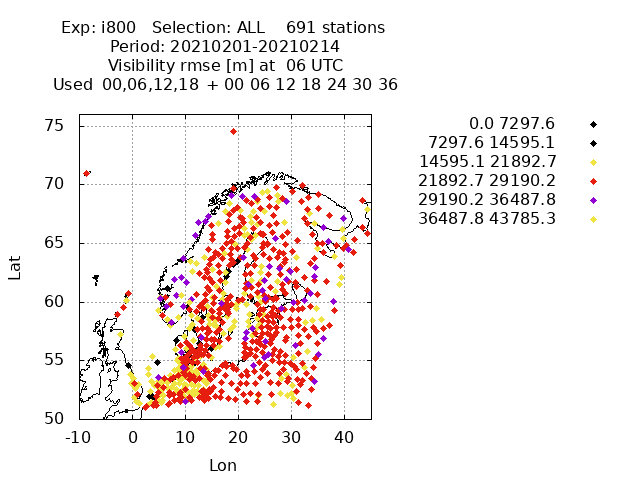 Exp: i800 Selection: ALL 691 stations
Period: 20210201-20210214
Visibility rmse [m] at 06 UTC
Used 00,06,12,18 + 00 06 12 18 24 30 36
0.0 7297.6
7297.6 14595.1
14595.1 21892.7
21892.7 29190.2
29190.2 36487.8
36487.8 43785.3
75
70
65
60
55
50
Lat
-10 0 10 20 30 40
Lon